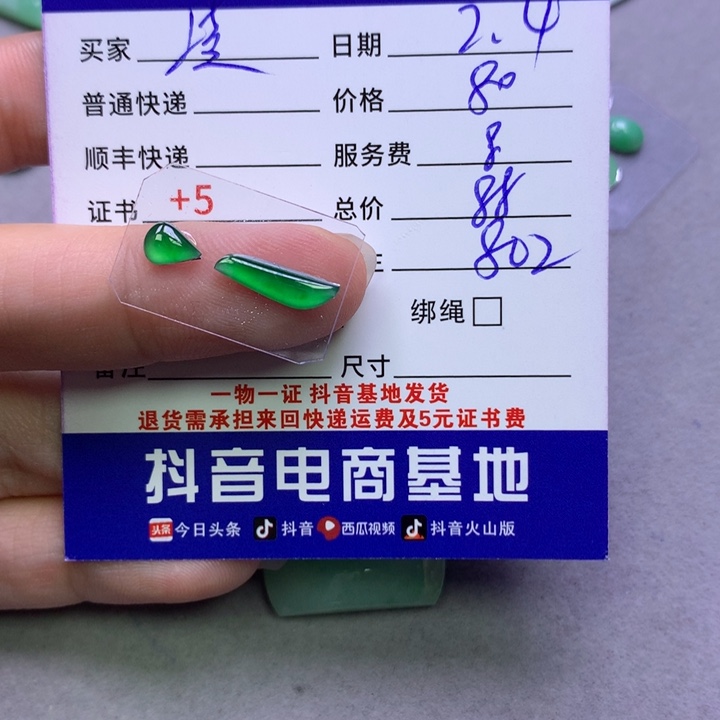 买家 凌 日期 2.4
普通快递 价格 80
顺丰快递 服务费 8
证书 +5 总价 88
802
绑绳
备注 尺寸
一物一证 抖音基地发货
退货需承担来回快递运费及5元证书费
抖音电商基地
头条 今日头条 抖音 西瓜视频 抖音火山版